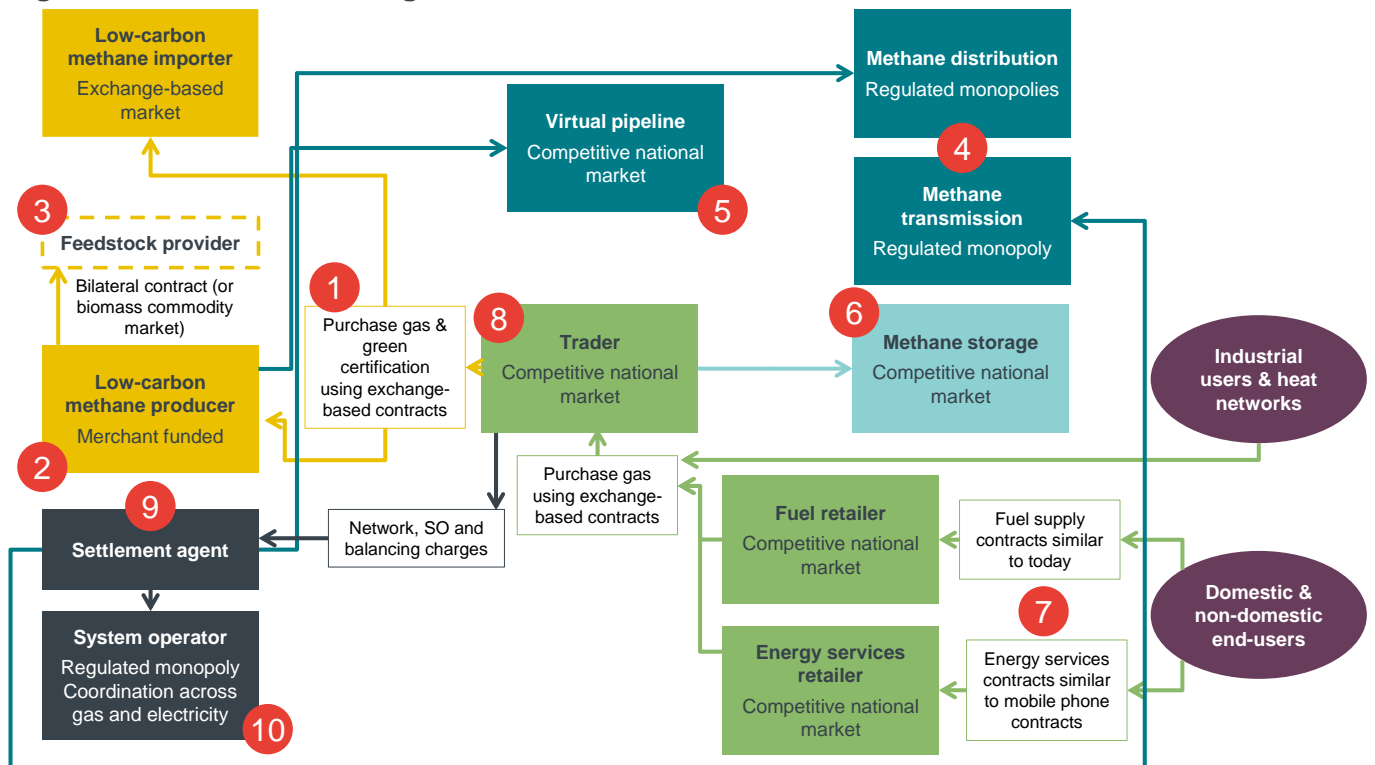 Low-carbon
methane importer
Exchange-based
market
Methane distribution
Regulated monopolies
Virtual pipeline
Competitive national
market
4
5
Methane
transmission
Regulated monopoly
3
Feedstock provider
Bilateral contract (or
biomass commodity
market)
1
Purchase gas &
green
certification
using exchange-
based contracts
8
Trader
Competitive national
market
6
Methane storage
Competitive national
market
Industrial
users & heat
networks
Low-carbon
methane producer
Merchant funded
2
9
Settlement agent
Network, SO and
balancing charges
Purchase gas
using exchange-
based contracts
Fuel retailer
Competitive national
market
Fuel supply
contracts similar
to today
7
Domestic &
non-domestic
end-users
System operator
Regulated monopoly
Coordination across
gas and electricity
10
Energy services
retailer
Competitive national
market
Energy services
contracts similar
to mobile phone
contracts